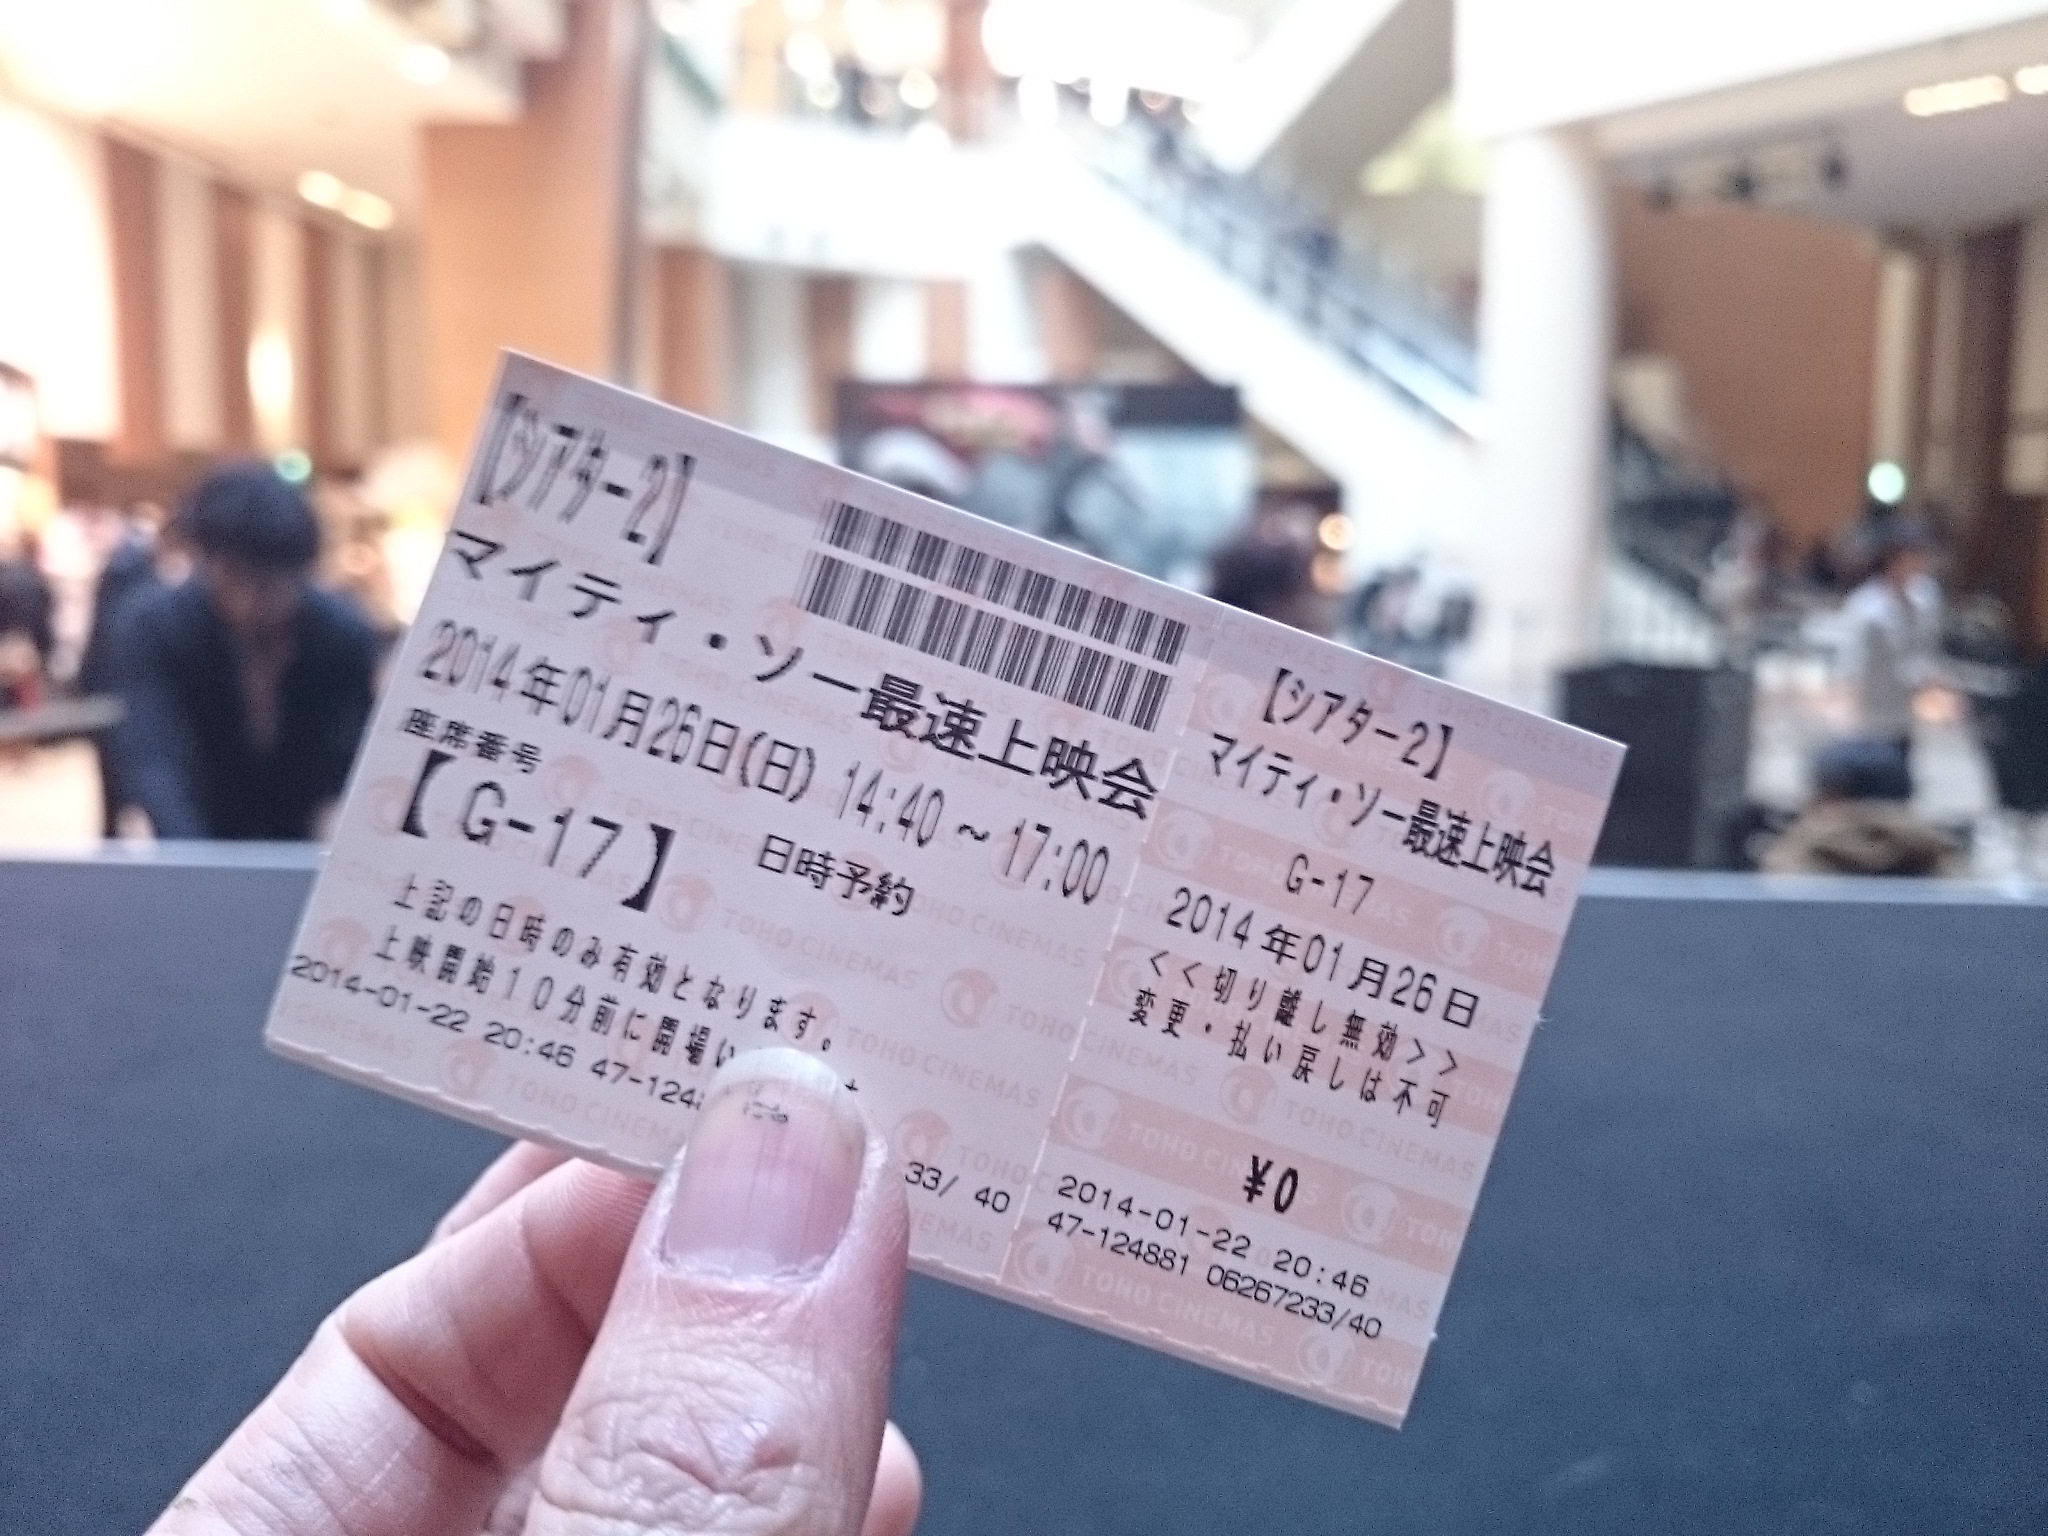 【シアター2】
マイティ・ソー最速上映会
2014年01月26日(日) 14:40 ~ 17:00
座席番号
【 G-17 】 日時予約
上記の日時のみ有効となります。
上映開始10分前に開場い
2014-01-22 20:46 47-1248
33/ 40
【シアター2】
マイティ・ソー最速上映会
G-17
2014年01月26日
<<切り離し無効>>
変更・払い戻しは不可
¥0
2014-01-22 20:46
47-124881 06267233/40
TOHO CINEMAS